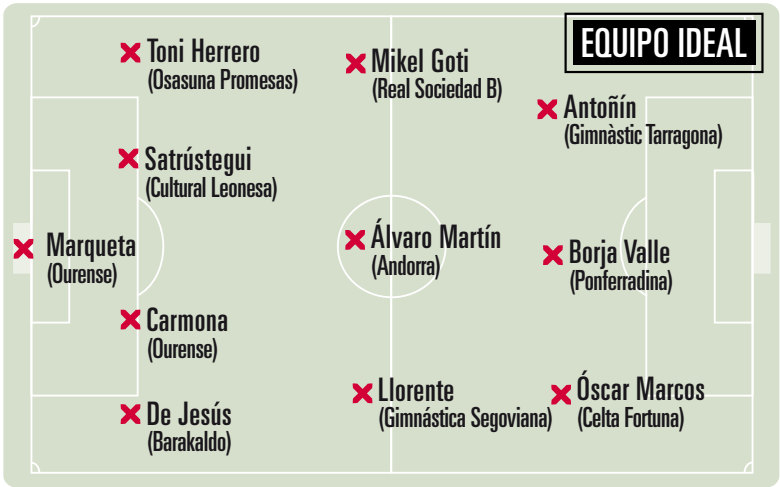 EQUIPO IDEAL
Toni Herrero
(Osasuna Promesas)
Satrústegui
(Cultural Leonesa)
Marqueta
(Ourense)
Carmona
(Ourense)
De Jesús
(Barakaldo)
Mikel Goti
(Real Sociedad B)
Álvaro Martín
(Andorra)
Llorente
(Gimnástica Segoviana)
Antoñín
(Gimnàstic Tarragona)
Borja Valle
(Ponferradina)
Óscar Marcos
(Celta Fortuna)